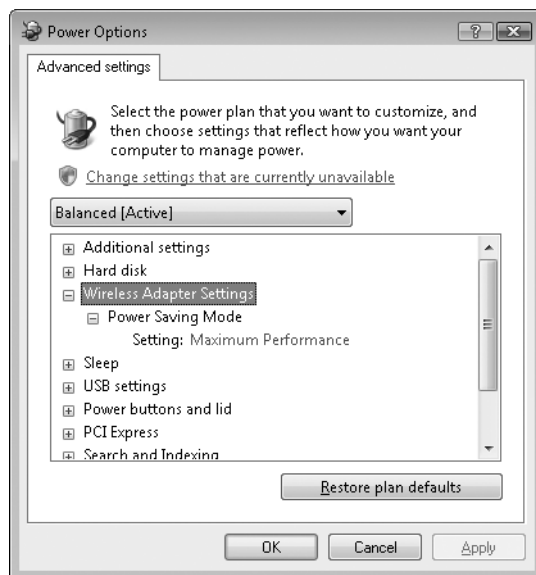 Power Options
Advanced settings
Select the power plan that you want to customize, and
then choose settings that reflect how you want your
computer to manage power.
Change settings that are currently unavailable
Balanced [Active]
Additional settings
Hard disk
Wireless Adapter Settings
Power Saving Mode
Setting: Maximum Performance
Sleep
USB settings
Power buttons and lid
PCI Express
Search and Indexing
Restore plan defaults
OK Cancel Apply